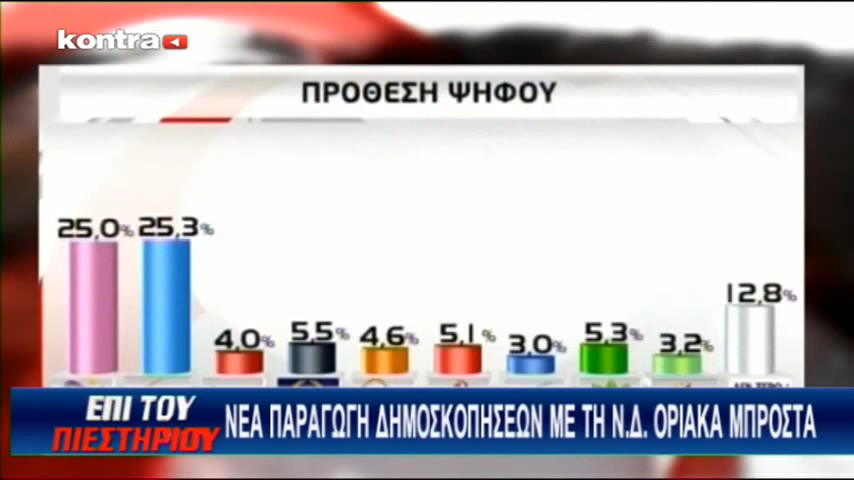 kontra
ΠΡΟΘΕΣΗ ΨΗΦΟΥ
25,0% 25,3% 4,0% 5,5% 4,6% 5,1% 3,0% 5,3% 3,2% 12,8%
ΕΠΙ ΤΟΥ
ΠΙΕΣΤΗΡΙΟΥ
ΝΕΑ ΠΑΡΑΓΩΓΗ ΔΗΜΟΣΚΟΠΗΣΕΩΝ ΜΕ ΤΗ Ν.Δ. ΟΡΙΑΚΑ ΜΠΡΟΣΤΑ